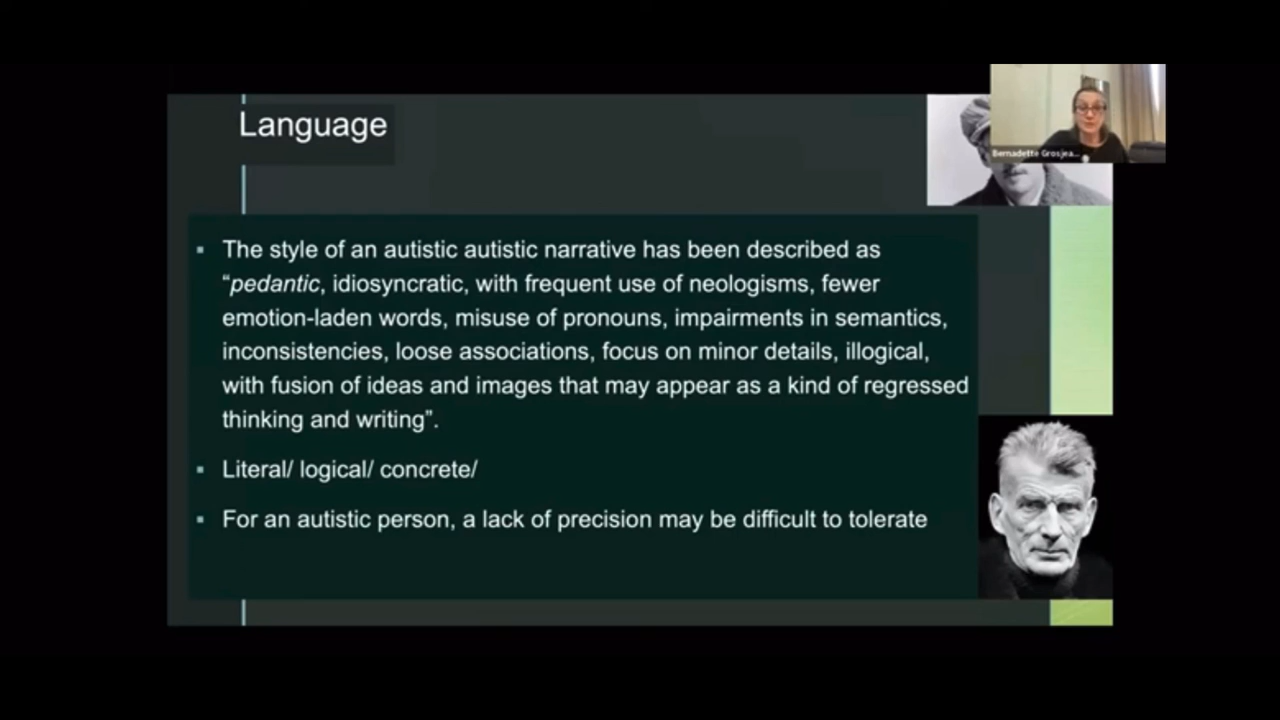 Language
Bernadette Grosjea...
The style of an autistic autistic narrative has been described as
“pedantic, idiosyncratic, with frequent use of neologisms, fewer
emotion-laden words, misuse of pronouns, impairments in semantics,
inconsistencies, loose associations, focus on minor details, illogical,
with fusion of ideas and images that may appear as a kind of regressed
thinking and writing”.
Literal/ logical/ concrete/
For an autistic person, a lack of precision may be difficult to tolerate